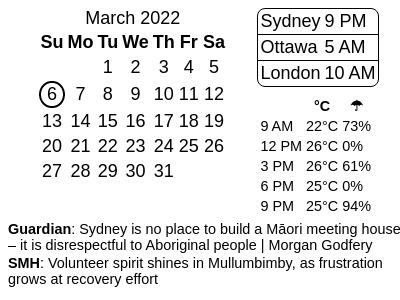 March 2022
Su Mo Tu We Th Fr Sa
1 2 3 4 5
6 7 8 9 10 11 12
13 14 15 16 17 18 19
20 21 22 23 24 25 26
27 28 29 30 31
Sydney 9 PM
Ottawa 5 AM
London 10 AM
°C ☂
9 AM 22°C 73%
12 PM 26°C 0%
3 PM 26°C 61%
6 PM 25°C 0%
9 PM 25°C 94%
Guardian: Sydney is no place to build a Māori meeting house
– it is disrespectful to Aboriginal people | Morgan Godfery
SMH: Volunteer spirit shines in Mullumbimby, as frustration
grows at recovery effort